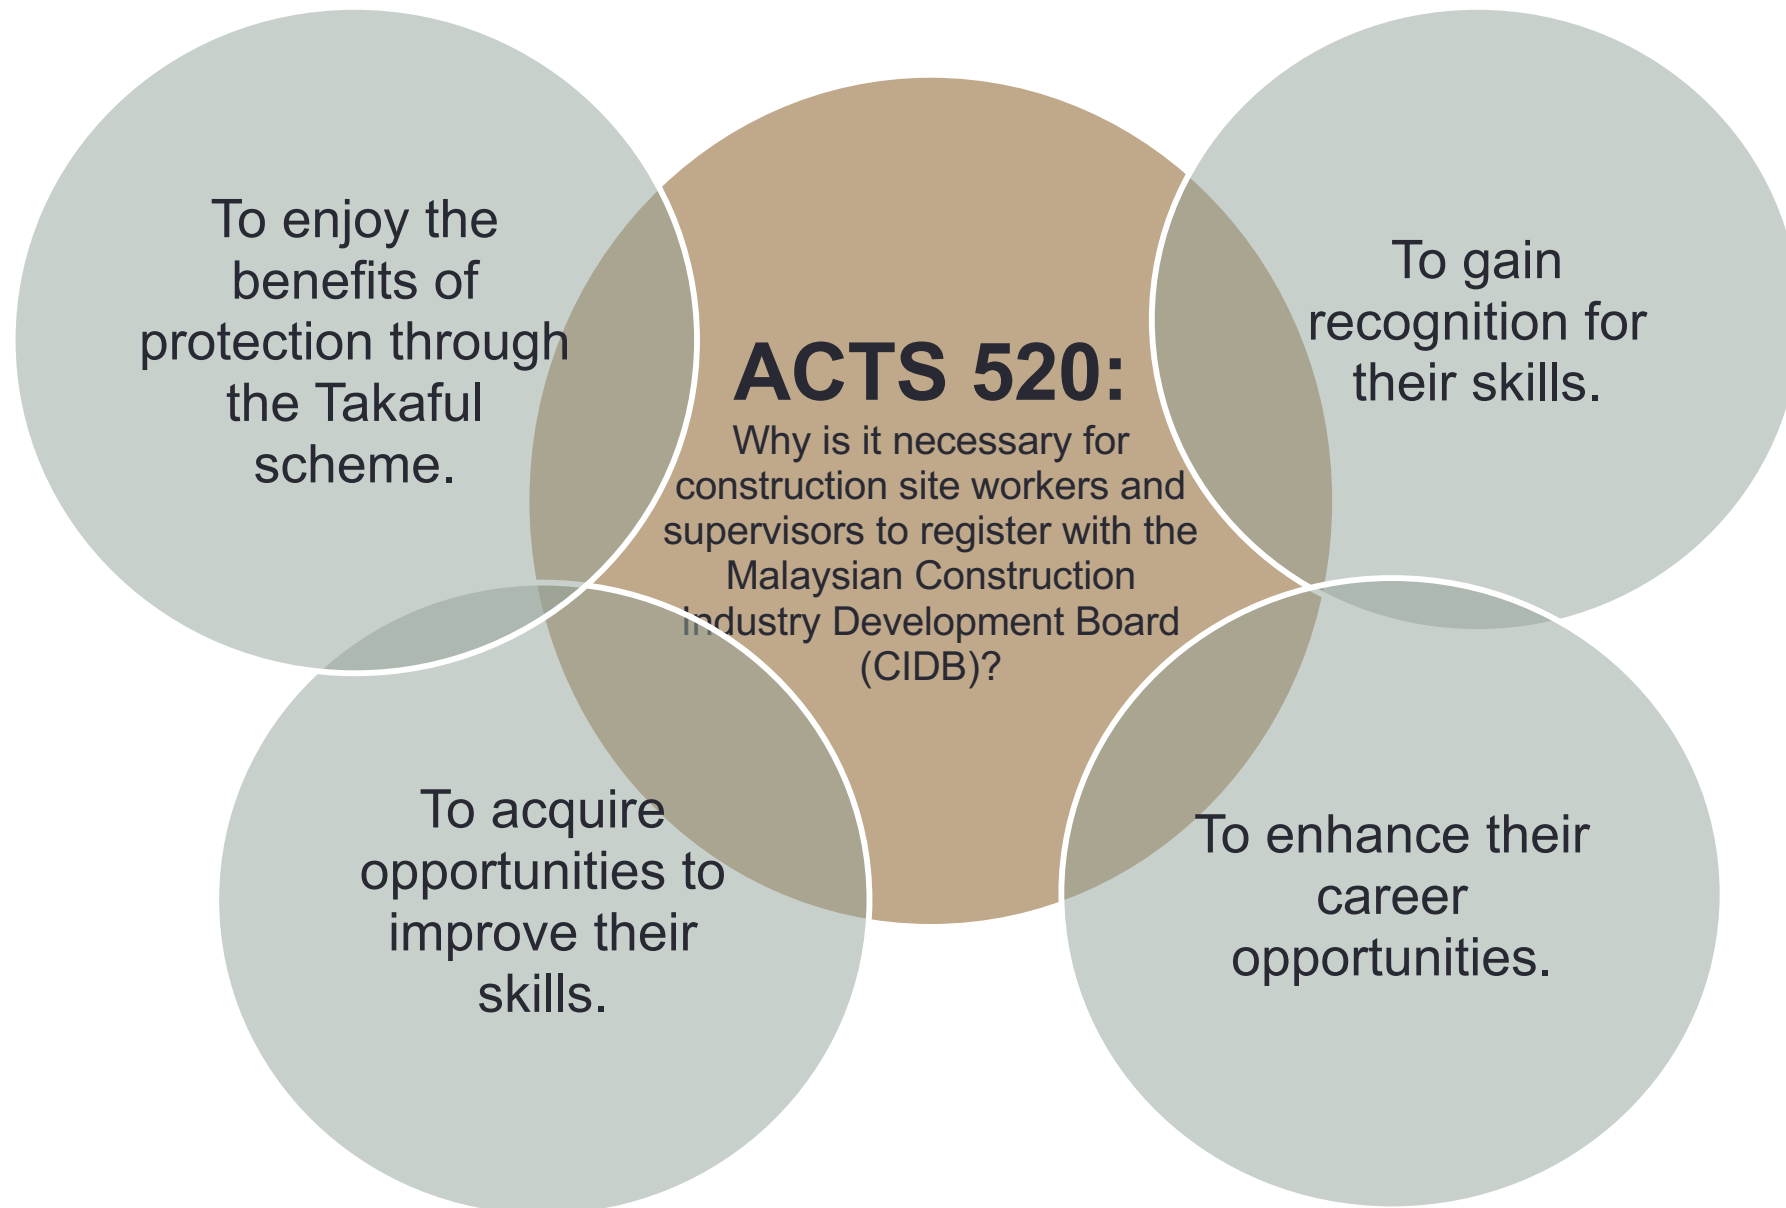 To enjoy the
benefits of
protection through
the Takaful
scheme.
ACTS 520:
Why is it necessary for
construction site workers and
supervisors to register with the
Malaysian Construction
Industry Development Board
(CIDB)?
To gain
recognition for
their skills.
To acquire
opportunities to
improve their
skills.
To enhance their
career
opportunities.